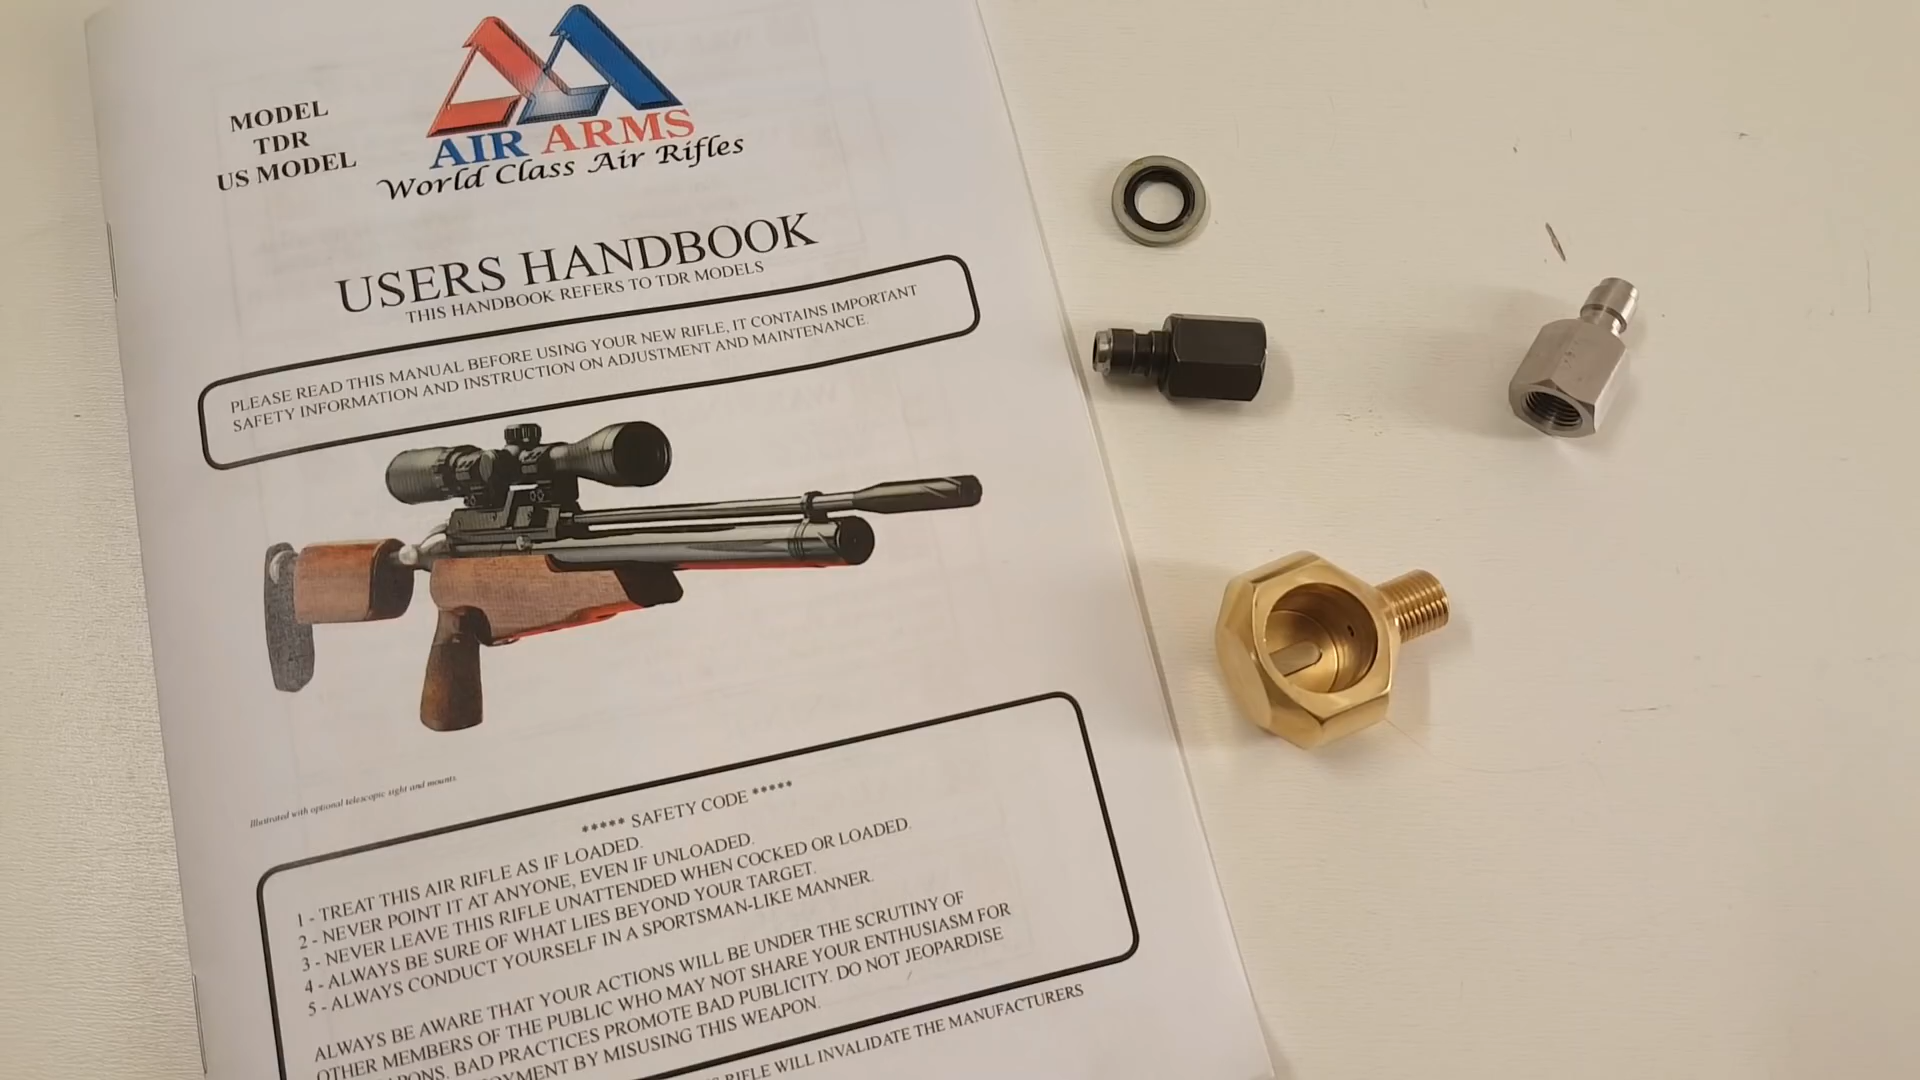 MODEL
TDR
US MODEL
AIR ARMS
World Class Air Rifles
USERS HANDBOOK
THIS HANDBOOK REFERS TO TDR MODELS
PLEASE READ THIS MANUAL BEFORE USING YOUR NEW RIFLE, IT CONTAINS IMPORTANT
SAFETY INFORMATION AND INSTRUCTION ON ADJUSTMENT AND MAINTENANCE.
Illustrated with optional telescopic sight and mounts.
***** SAFETY CODE *****
1 - TREAT THIS AIR RIFLE AS IF LOADED.
2 - NEVER POINT IT AT ANYONE, EVEN IF UNLOADED.
3 - NEVER LEAVE THIS RIFLE UNATTENDED WHEN COCKED OR LOADED.
4 - ALWAYS BE SURE OF WHAT LIES BEYOND YOUR TARGET.
5 - ALWAYS CONDUCT YOURSELF IN A SPORTSMAN-LIKE MANNER.
ALWAYS BE AWARE THAT YOUR ACTIONS WILL BE UNDER THE SCRUTINY OF
OTHER MEMBERS OF THE PUBLIC WHO MAY NOT SHARE YOUR ENTHUSIASM FOR
BAD PRACTICES PROMOTE BAD PUBLICITY. DO NOT JEOPARDISE
BY MISUSING THIS WEAPON.
RIFLE WILL INVALIDATE THE MANUFACTURERS